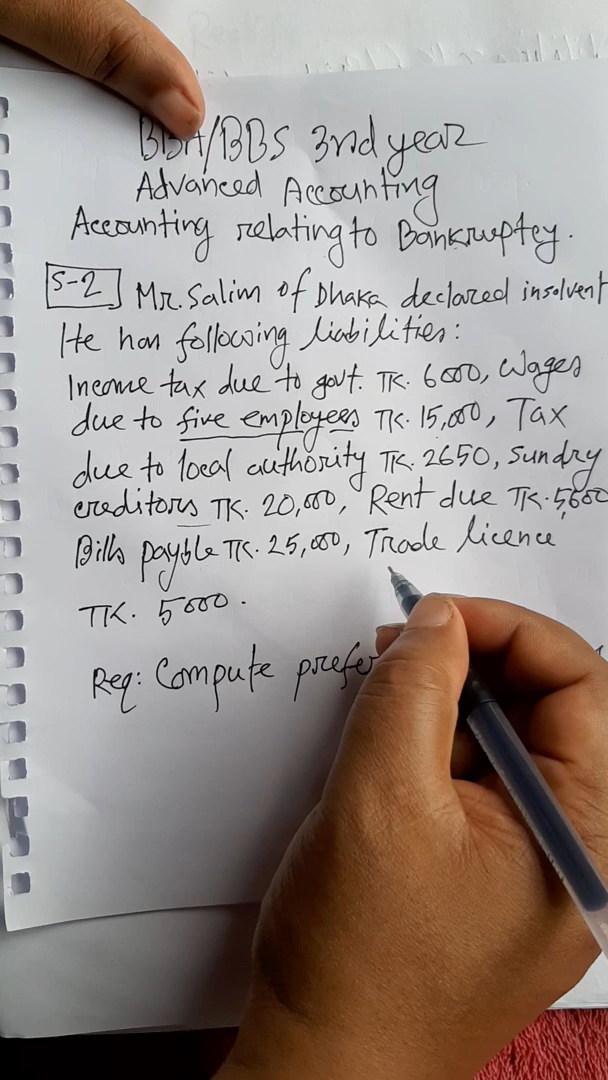 BBA/BBS 3nd year
Advanced Accounting
Accounting relating to Bankruptcy.
S-2 Mr. Salim of Dhaka declared insolvent
He has following liabilities:
Income tax due to govt. TK. 6000, Wages
due to five employees TK. 15,000, Tax
due to local authority TK. 2650, Sundry
creditors TK. 20,000, Rent due TK. 5,600
Bills payble TK. 25,000, Trade licence
TK. 5000.
Req: Compute prefer